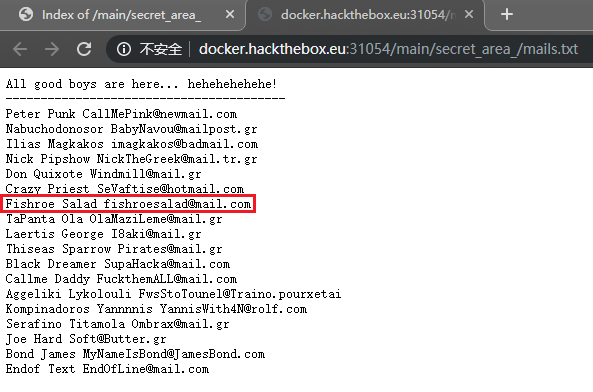 Index of /main/secret_area_
docker.hackthebox.eu:31054/m
不安全
docker.hackthebox.eu:31054/main/secret_area_/mails.txt
All good boys are here... hehehehehehe!
----------------------------------------
Peter Punk CallMePink@newmail.com
Nabuchodonosor BabyNavou@mailpost.gr
Ilias Magkakos imagkakos@badmail.com
Nick Pipshow NickTheGreek@mail.tr.gr
Don Quixote Windmill@mail.gr
Crazy Priest SeVaftise@hotmail.com
Fishroe Salad fishroesalad@mail.com
TaPanta Ola OlaMaziLeme@mail.gr
Laertis George I8aki@mail.gr
Thiseas Sparrow Pirates@mail.gr
Black Dreamer SupaHacka@mail.com
Callme Daddy FuckthemALL@mail.com
Aggeliki Lykolouli FwsStoTounel@Traino.pourxetai
Kompinadoros Yannnnis YannisWith4N@rolf.com
Serafino Titamola Ombrax@mail.gr
Joe Hard Soft@Butter.gr
Bond James MyNameIsBond@JamesBond.com
Endof Text EndOfLine@mail.com